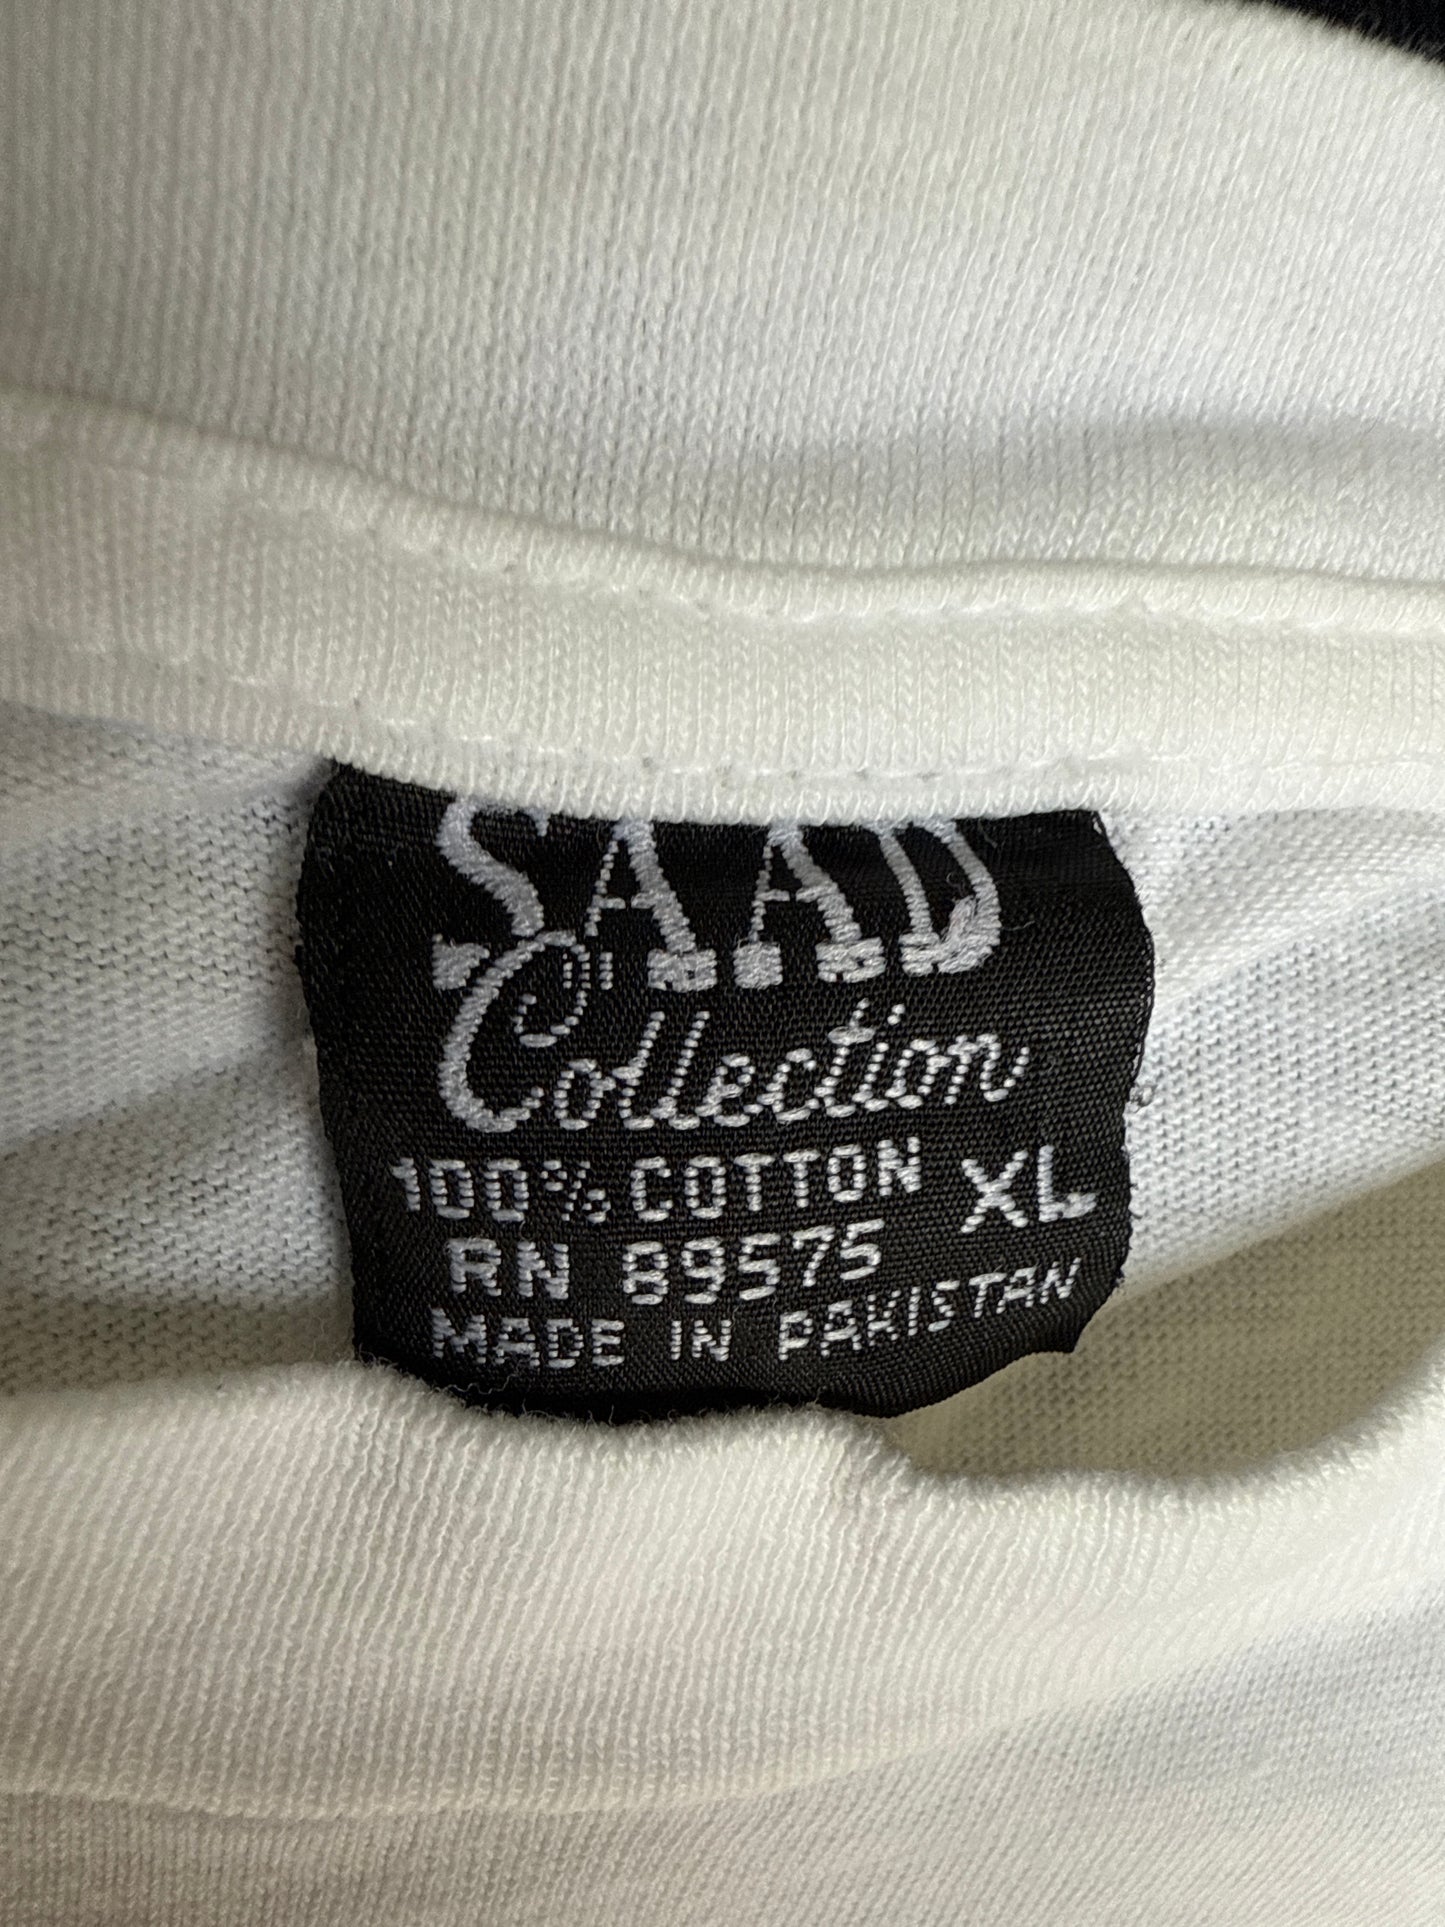 SAAD
Collection
100% COTTON XL
RN 89575
MADE IN PAKISTAN